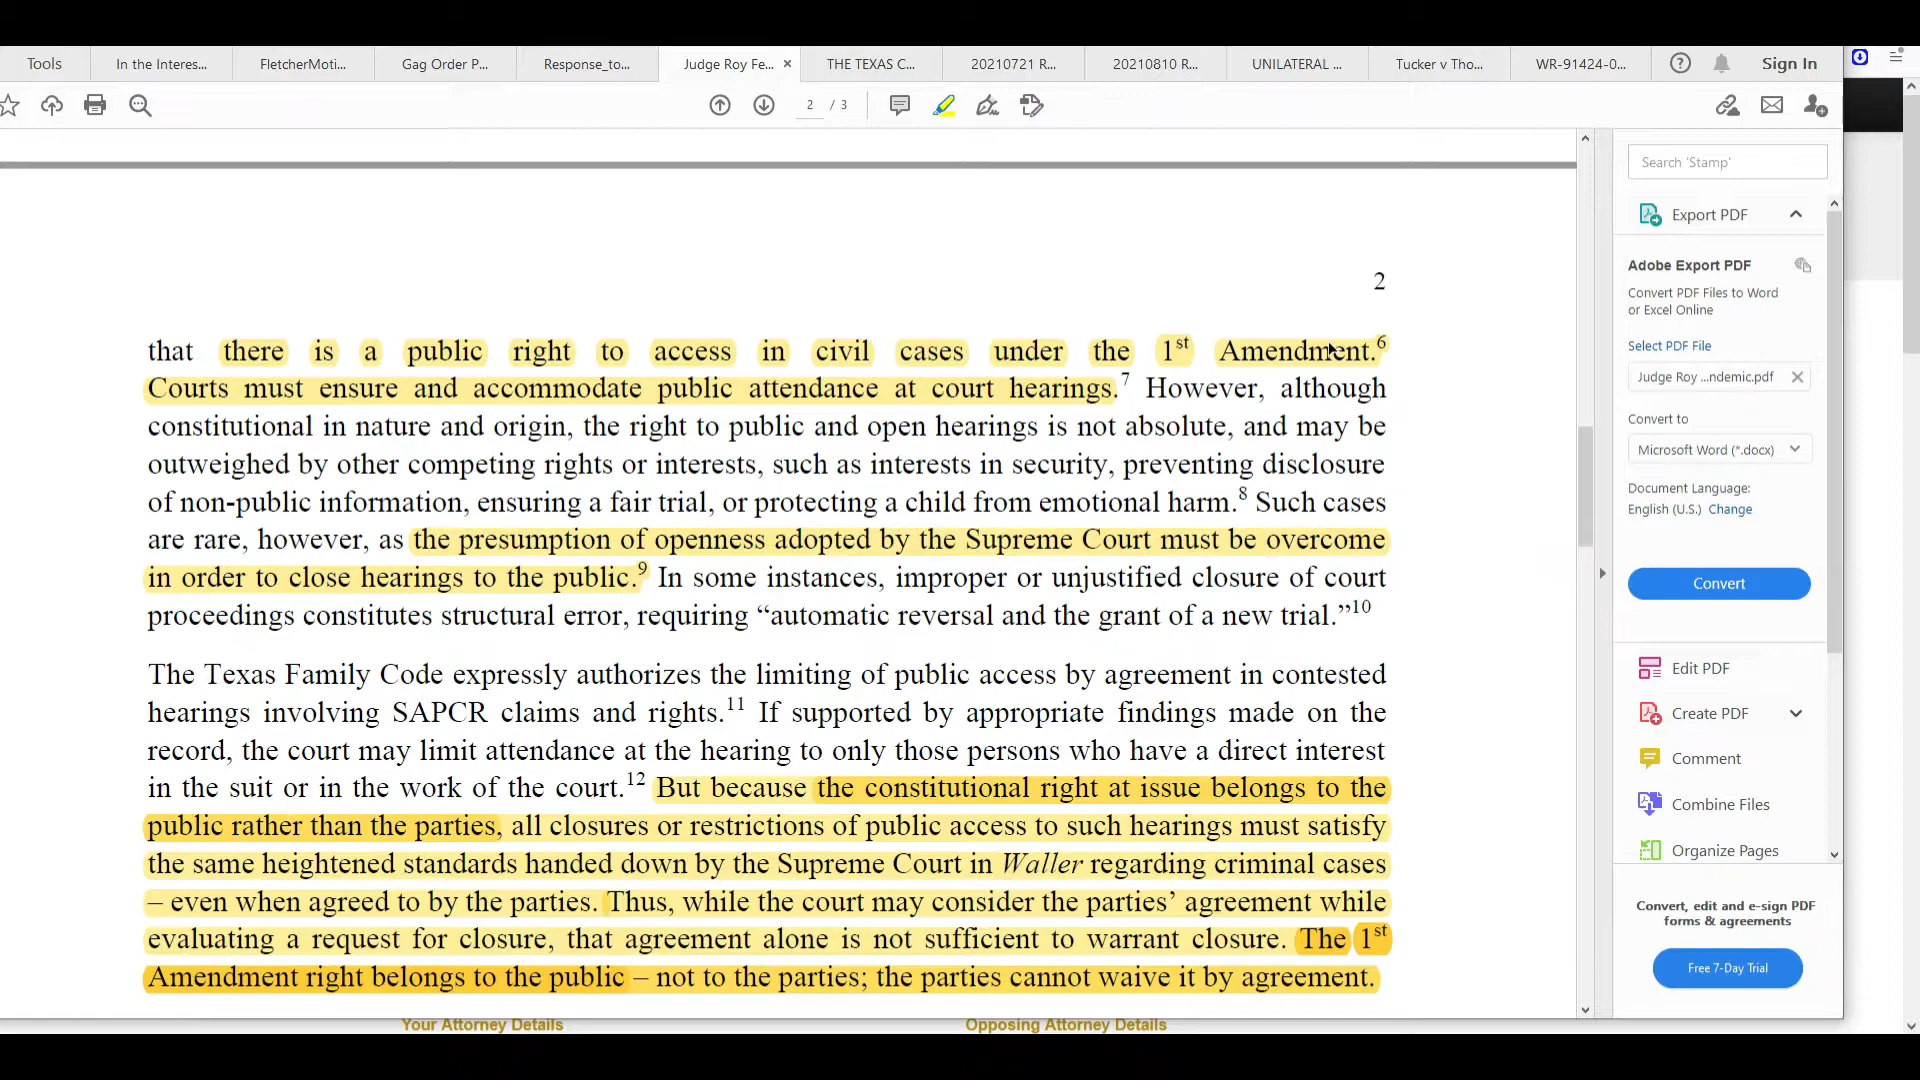 Tools
In the Interes...
FletcherMoti...
Gag Order P...
Response_to...
Judge Roy Fe...
THE TEXAS C...
20210721 R...
20210810 R...
UNILATERAL ...
Tucker v Tho...
WR-91424-0...
Sign In
2 / 3
2
that there is a public right to access in civil cases under the 1st Amendment.6
Courts must ensure and accommodate public attendance at court hearings.7 However, although
constitutional in nature and origin, the right to public and open hearings is not absolute, and may be
outweighed by other competing rights or interests, such as interests in security, preventing disclosure
of non-public information, ensuring a fair trial, or protecting a child from emotional harm.8 Such cases
are rare, however, as the presumption of openness adopted by the Supreme Court must be overcome
in order to close hearings to the public.9 In some instances, improper or unjustified closure of court
proceedings constitutes structural error, requiring “automatic reversal and the grant of a new trial.”10
The Texas Family Code expressly authorizes the limiting of public access by agreement in contested
hearings involving SAPCR claims and rights.11 If supported by appropriate findings made on the
record, the court may limit attendance at the hearing to only those persons who have a direct interest
in the suit or in the work of the court.12 But because the constitutional right at issue belongs to the
public rather than the parties, all closures or restrictions of public access to such hearings must satisfy
the same heightened standards handed down by the Supreme Court in Waller regarding criminal cases
– even when agreed to by the parties. Thus, while the court may consider the parties’ agreement while
evaluating a request for closure, that agreement alone is not sufficient to warrant closure. The 1st
Amendment right belongs to the public – not to the parties; the parties cannot waive it by agreement.
Your Attorney Details
Opposing Attorney Details
Search 'Stamp'
Export PDF
Adobe Export PDF
Convert PDF Files to Word
or Excel Online
Select PDF File
Judge Roy ...ndemic.pdf
Convert to
Microsoft Word (*.docx)
Document Language:
English (U.S.) Change
Convert
Edit PDF
Create PDF
Comment
Combine Files
Organize Pages
Convert, edit and e-sign PDF
forms & agreements
Free 7-Day Trial